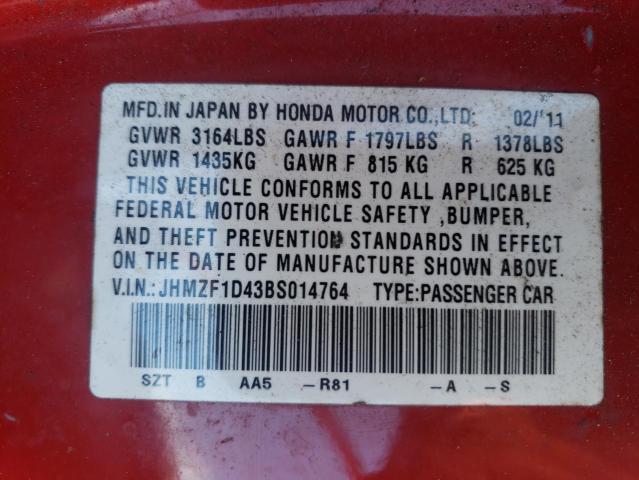 MFD.IN JAPAN BY HONDA MOTOR CO.,LTD: 02/'11
GVWR 3164LBS GAWR F 1797LBS R 1378LBS
GVWR 1435KG GAWR F 815 KG R 625 KG
THIS VEHICLE CONFORMS TO ALL APPLICABLE
FEDERAL MOTOR VEHICLE SAFETY ,BUMPER,
AND THEFT PREVENTION STANDARDS IN EFFECT
ON THE DATE OF MANUFACTURE SHOWN ABOVE.
V.I.N.:JHMZF1D43BS014764 TYPE:PASSENGER CAR
SZT B AA5 -R81 -A -S